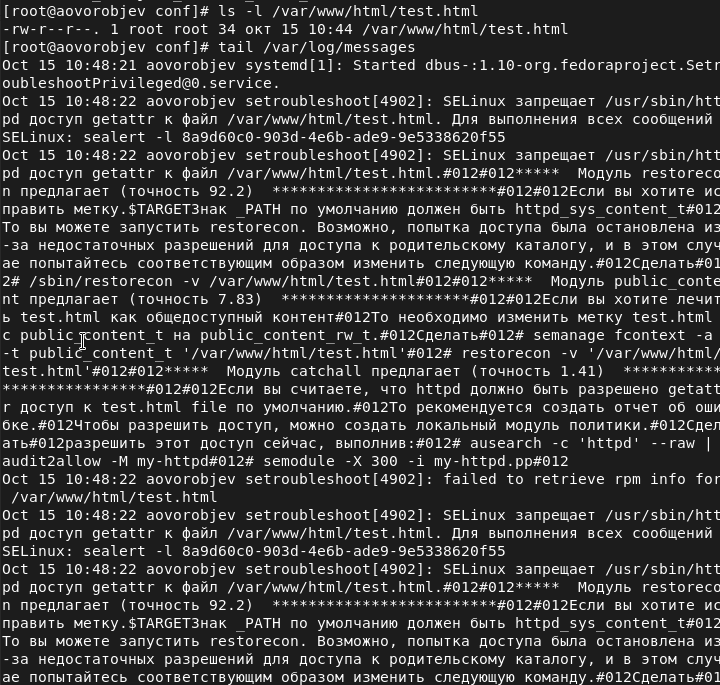 [root@aovorobjev conf]# ls -l /var/www/html/test.html
-rw-r--r--. 1 root root 34 окт 15 10:44 /var/www/html/test.html
[root@aovorobjev conf]# tail /var/log/messages
Oct 15 10:48:21 aovorobjev systemd[1]: Started dbus-:1.10-org.fedoraproject.Setr
oubleshootPrivileged@0.service.
Oct 15 10:48:22 aovorobjev setroubleshoot[4902]: SELinux запрещает /usr/sbin/htt
pd доступ getattr к файл /var/www/html/test.html. Для выполнения всех сообщений
SELinux: sealert -l 8a9d60c0-903d-4e6b-ade9-9e5338620f55
Oct 15 10:48:22 aovorobjev setroubleshoot[4902]: SELinux запрещает /usr/sbin/htt
pd доступ getattr к файл /var/www/html/test.html.#012#012*****  Модуль restoreco
n предлагает (точность 92.2)  *************************#012#012Если вы хотите ис
править метку.$TARGETЗнак _PATH по умолчанию должен быть httpd_sys_content_t#012
То вы можете запустить restorecon. Возможно, попытка доступа была остановлена из
-за недостаточных разрешений для доступа к родительскому каталогу, и в этом случ
ае попытайтесь соответствующим образом изменить следующую команду.#012Сделать#01
2# /sbin/restorecon -v /var/www/html/test.html#012#012*****  Модуль public_conte
nt предлагает (точность 7.83)  ********************#012#012Если вы хотите лечит
ь test.html как общедоступный контент#012То необходимо изменить метку test.html
с public_content_t на public_content_rw_t.#012Сделать#012# semanage fcontext -a
-t public_content_t '/var/www/html/test.html'#012# restorecon -v '/var/www/html/
test.html'#012#012*****  Модуль catchall предлагает (точность 1.41)  ***********
****************#012#012Если вы считаете, что httpd должно быть разрешено getatt
r доступ к test.html file по умолчанию.#012То рекомендуется создать отчет об оши
бке.#012Чтобы разрешить доступ, можно создать локальный модуль политики.#012Сдел
ать#012разрешить этот доступ сейчас, выполнив:#012# ausearch -c 'httpd' --raw |
audit2allow -M my-httpd#012# semodule -X 300 -i my-httpd.pp#012
Oct 15 10:48:22 aovorobjev setroubleshoot[4902]: failed to retrieve rpm info for
/var/www/html/test.html
Oct 15 10:48:22 aovorobjev setroubleshoot[4902]: SELinux запрещает /usr/sbin/htt
pd доступ getattr к файл /var/www/html/test.html. Для выполнения всех сообщений
SELinux: sealert -l 8a9d60c0-903d-4e6b-ade9-9e5338620f55
Oct 15 10:48:22 aovorobjev setroubleshoot[4902]: SELinux запрещает /usr/sbin/htt
pd доступ getattr к файл /var/www/html/test.html.#012#012*****  Модуль restoreco
n предлагает (точность 92.2)  *************************#012#012Если вы хотите ис
править метку.$TARGETЗнак _PATH по умолчанию должен быть httpd_sys_content_t#012
То вы можете запустить restorecon. Возможно, попытка доступа была остановлена из
-за недостаточных разрешений для доступа к родительскому каталогу, и в этом случ
ае попытайтесь соответствующим образом изменить следующую команду.#012Сделать#01